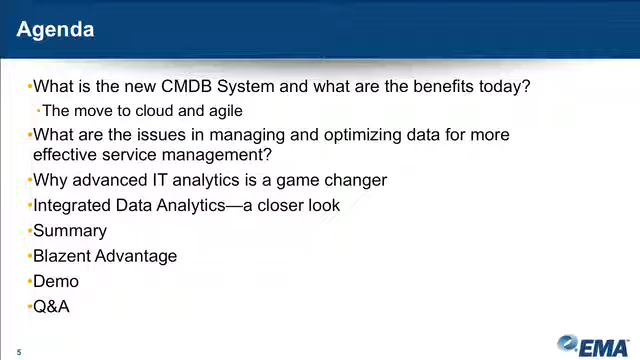 Agenda
•What is the new CMDB System and what are the benefits today?
•The move to cloud and agile
•What are the issues in managing and optimizing data for more
effective service management?
•Why advanced IT analytics is a game changer
•Integrated Data Analytics—a closer look
•Summary
•Blazent Advantage
•Demo
•Q&A
5
EMA